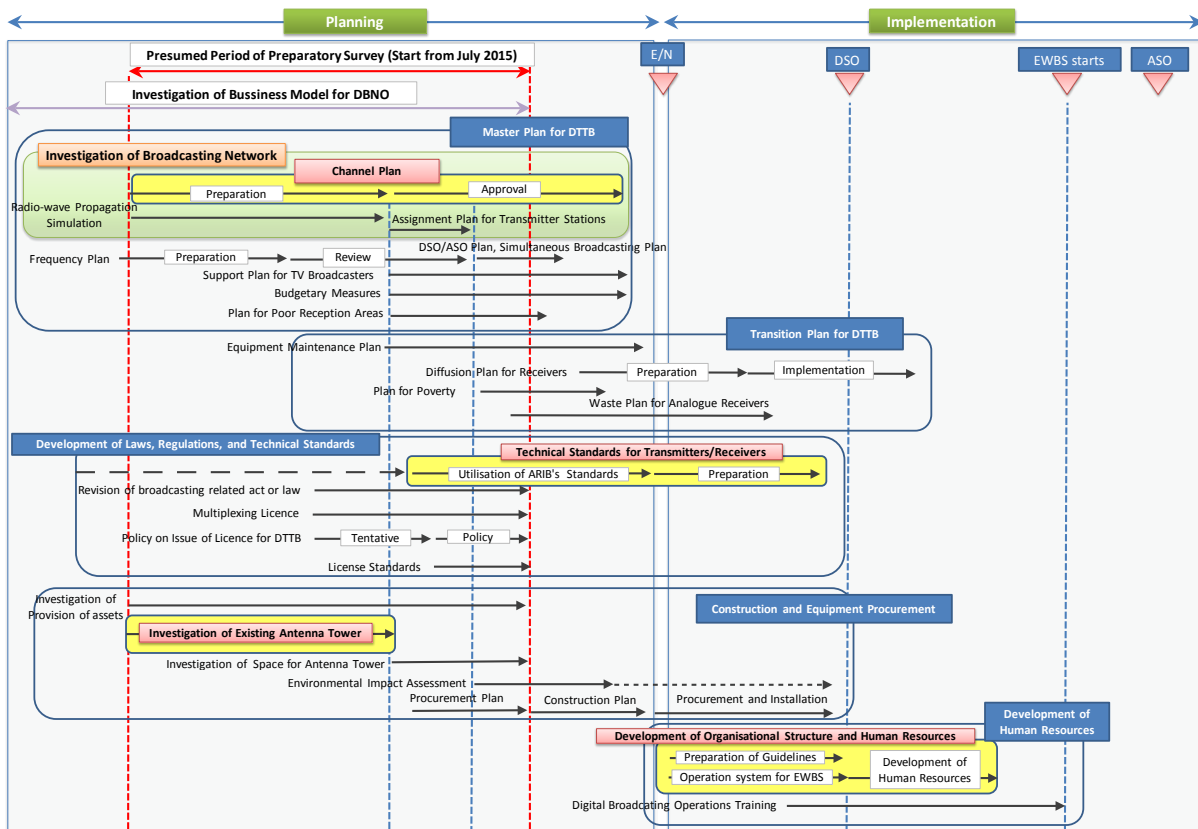 Planning
Implementation
Presumed Period of Preparatory Survey (Start from July 2015)
E/N
DSO
EWBS starts
ASO
Investigation of Bussiness Model for DBNO
Master Plan for DTTB
Investigation of Broadcasting Network
Channel Plan
Preparation
Approval
Radio-wave Propagation
Simulation
Assignment Plan for Transmitter Stations
DSO/ASO Plan, Simultaneous Broadcasting Plan
Frequency Plan
Preparation
Review
Support Plan for TV Broadcasters
Budgetary Measures
Plan for Poor Reception Areas
Transition Plan for DTTB
Equipment Maintenance Plan
Diffusion Plan for Receivers
Preparation
Implementation
Plan for Poverty
Waste Plan for Analogue Receivers
Development of Laws, Regulations, and Technical Standards
Technical Standards for Transmitters/Receivers
Utilisation of ARIB's Standards
Preparation
Revision of broadcasting related act or law
Multiplexing Licence
Policy on Issue of Licence for DTTB
Tentative
Policy
License Standards
Investigation of
Provision of assets
Construction and Equipment Procurement
Investigation of Existing Antenna Tower
Investigation of Space for Antenna Tower
Environmental Impact Assessment
Procurement Plan
Construction Plan
Procurement and Installation
Development of
Human Resources
Development of Organisational Structure and Human Resources
Preparation of Guidelines
Operation system for EWBS
Development of
Human Resources
Digital Broadcating Operations Training